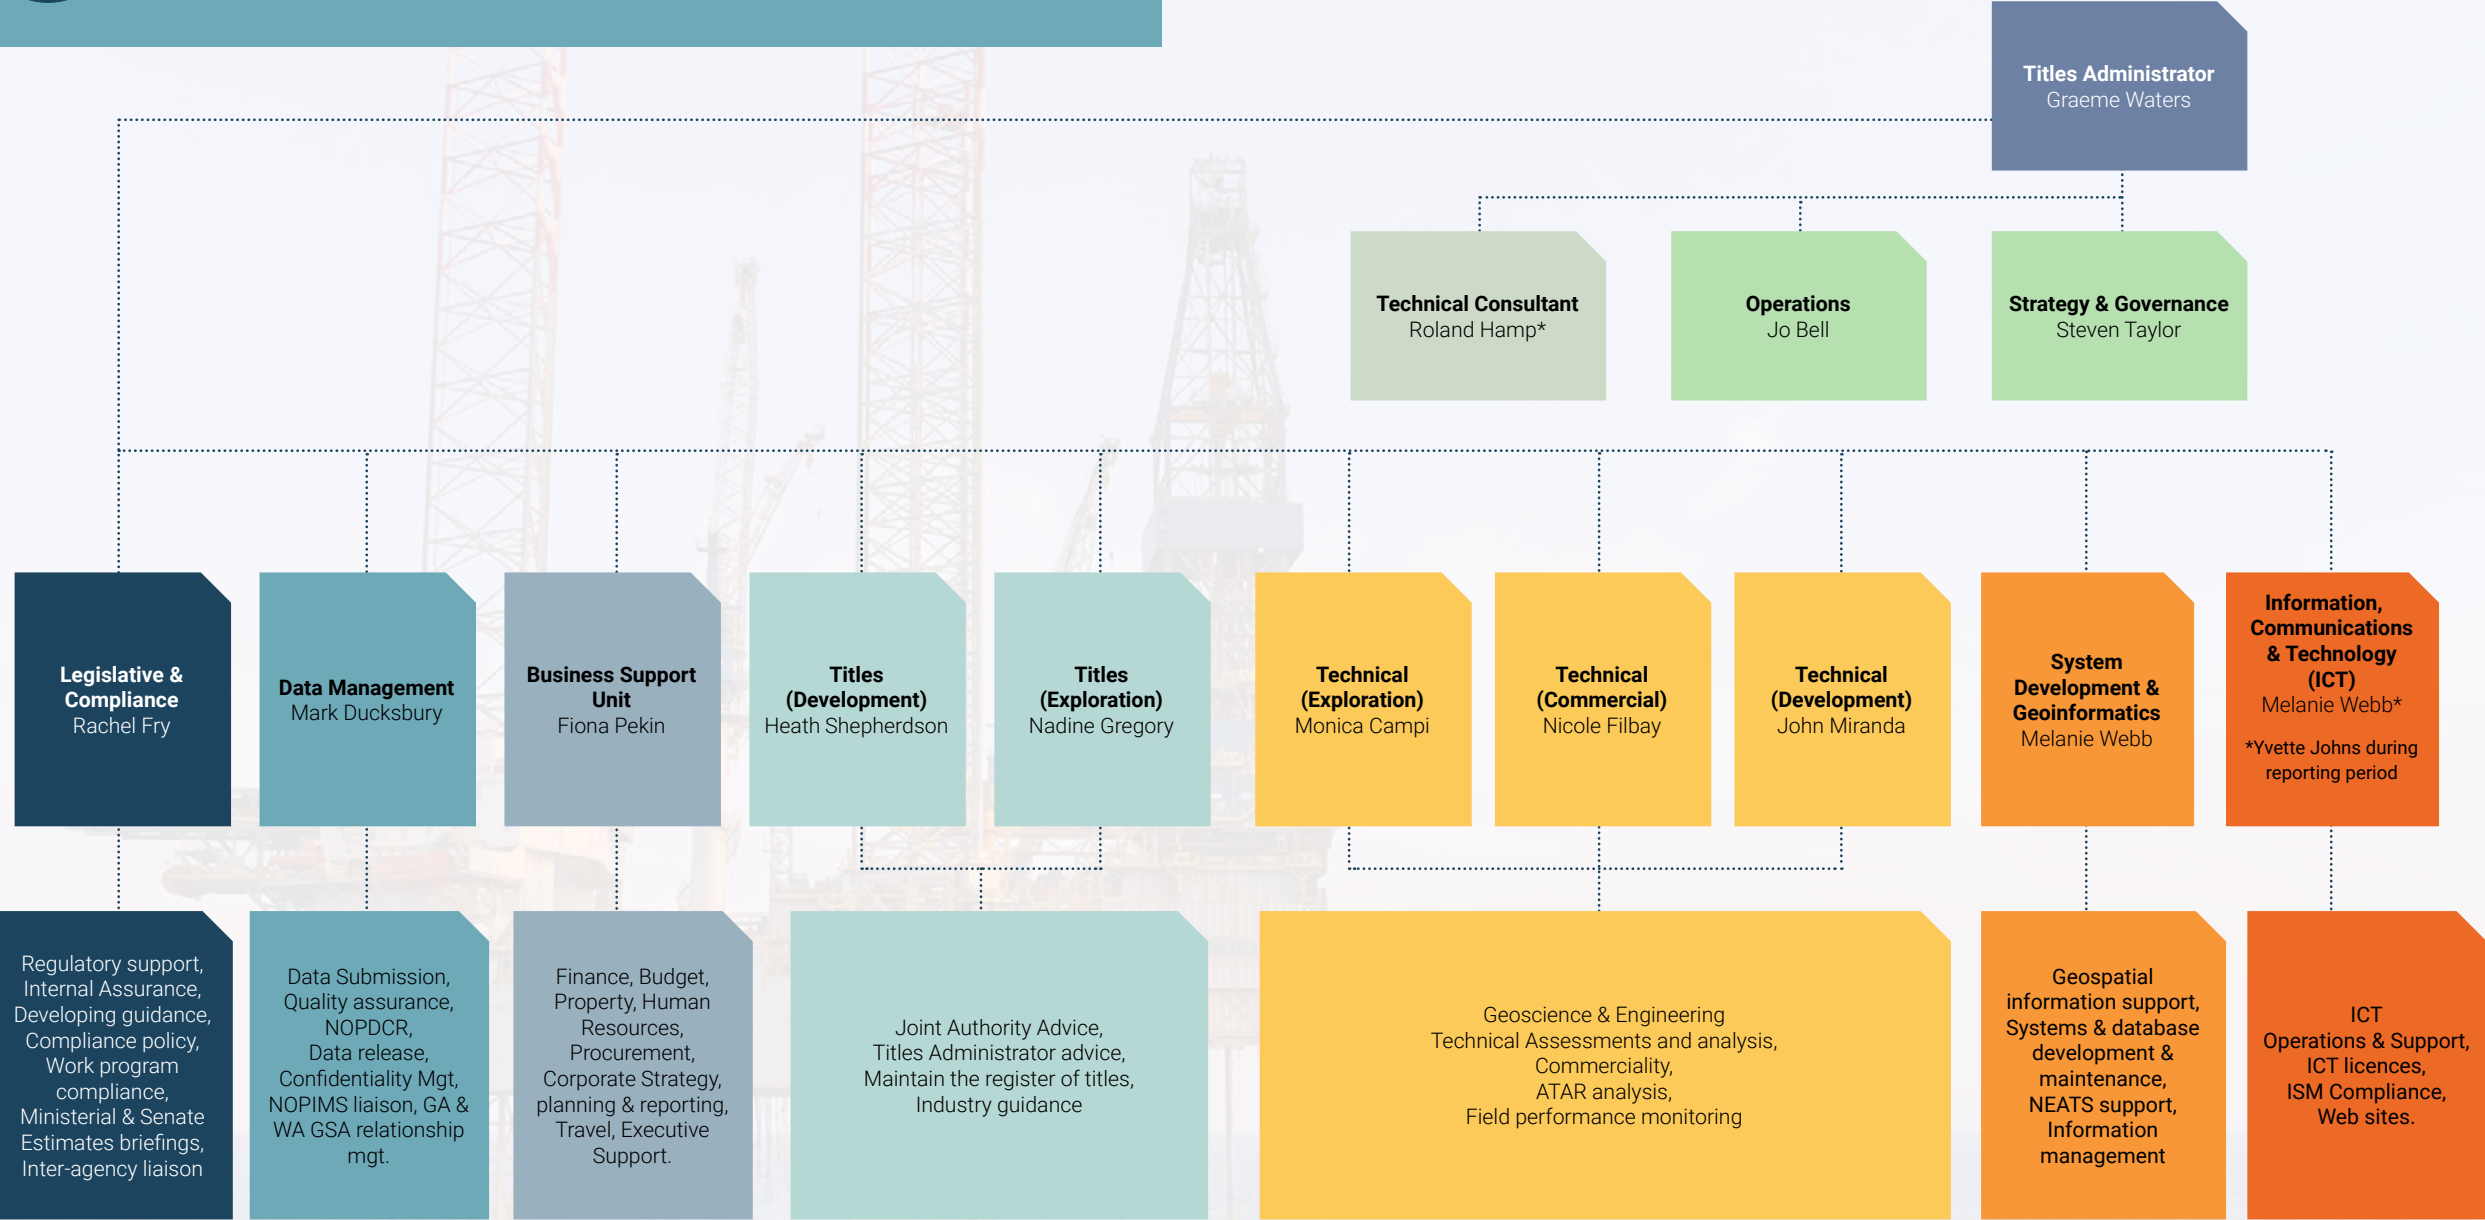 Titles Administrator
Graeme Waters
Technical Consultant
Roland Hamp*
Operations
Jo Bell
Strategy & Governance
Steven Taylor
Legislative &
Compliance
Rachel Fry
Data Management
Mark Ducksbury
Business Support
Unit
Fiona Pekin
Titles
(Development)
Heath Shepherdson
Titles
(Exploration)
Nadine Gregory
Technical
(Exploration)
Monica Campi
Technical
(Commercial)
Nicole Filbay
Technical
(Development)
John Miranda
System
Development &
Geoinformatics
Melanie Webb
Information,
Communications
& Technology
(ICT)
Melanie Webb*
*Yvette Johns during
reporting period
Regulatory support,
Internal Assurance,
Developing guidance,
Compliance policy,
Work program
compliance,
Ministerial & Senate
Estimates briefings,
Inter-agency liaison
Data Submission,
Quality assurance,
NOPDCR,
Data release,
Confidentiality Mgt,
NOPIMS liaison, GA &
WA GSA relationship
mgt.
Finance, Budget,
Property, Human
Resources,
Procurement,
Corporate Strategy,
planning & reporting,
Travel, Executive
Support.
Joint Authority Advice,
Titles Administrator advice,
Maintain the register of titles,
Industry guidance
Geoscience & Engineering
Technical Assessments and analysis,
Commerciality,
ATAR analysis,
Field performance monitoring
Geospatial
information support,
Systems & database
development &
maintenance,
NEATS support,
Information
management
ICT
Operations & Support,
ICT licences,
ISM Compliance,
Web sites.